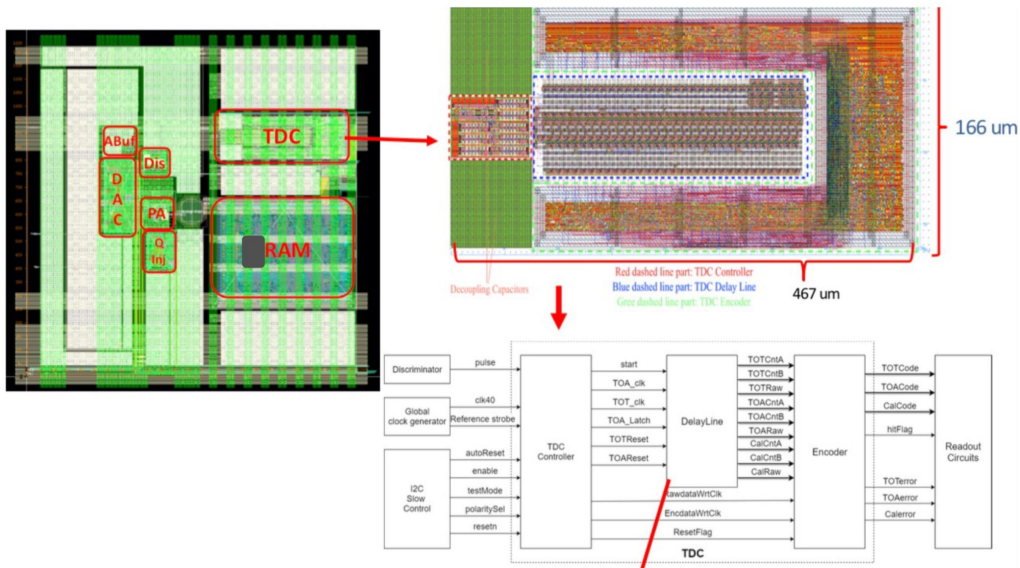 ABuf
Dis
D
A
C
PA
Q
Inj
TDC
RAM
166 um
467 um
Decoupling Capacitors
Red dashed line part: TDC Controller
Blue dashed line part: TDC Delay Line
Gree dashed line part: TDC Encoder
Discriminator
pulse
Global
clock generator
clk40
Reference strobe
I2C
Slow
Control
autoReset
enable
testMode
polaritySel
resetn
TDC
Controller
start
TOA_clk
TOT_clk
TOA_Latch
TOTReset
TOAReset
DelayLine
TOTCntA
TOTCntB
TOTRaw
TOACntA
TOACntB
TOARaw
CalCntA
CalCntB
CalRaw
RawdataWrtClk
EncdataWrtClk
ResetFlag
Encoder
TDC
TOTCode
TOACode
CalCode
hitFlag
TOTerror
TOAerror
Calerror
Readout
Circuits